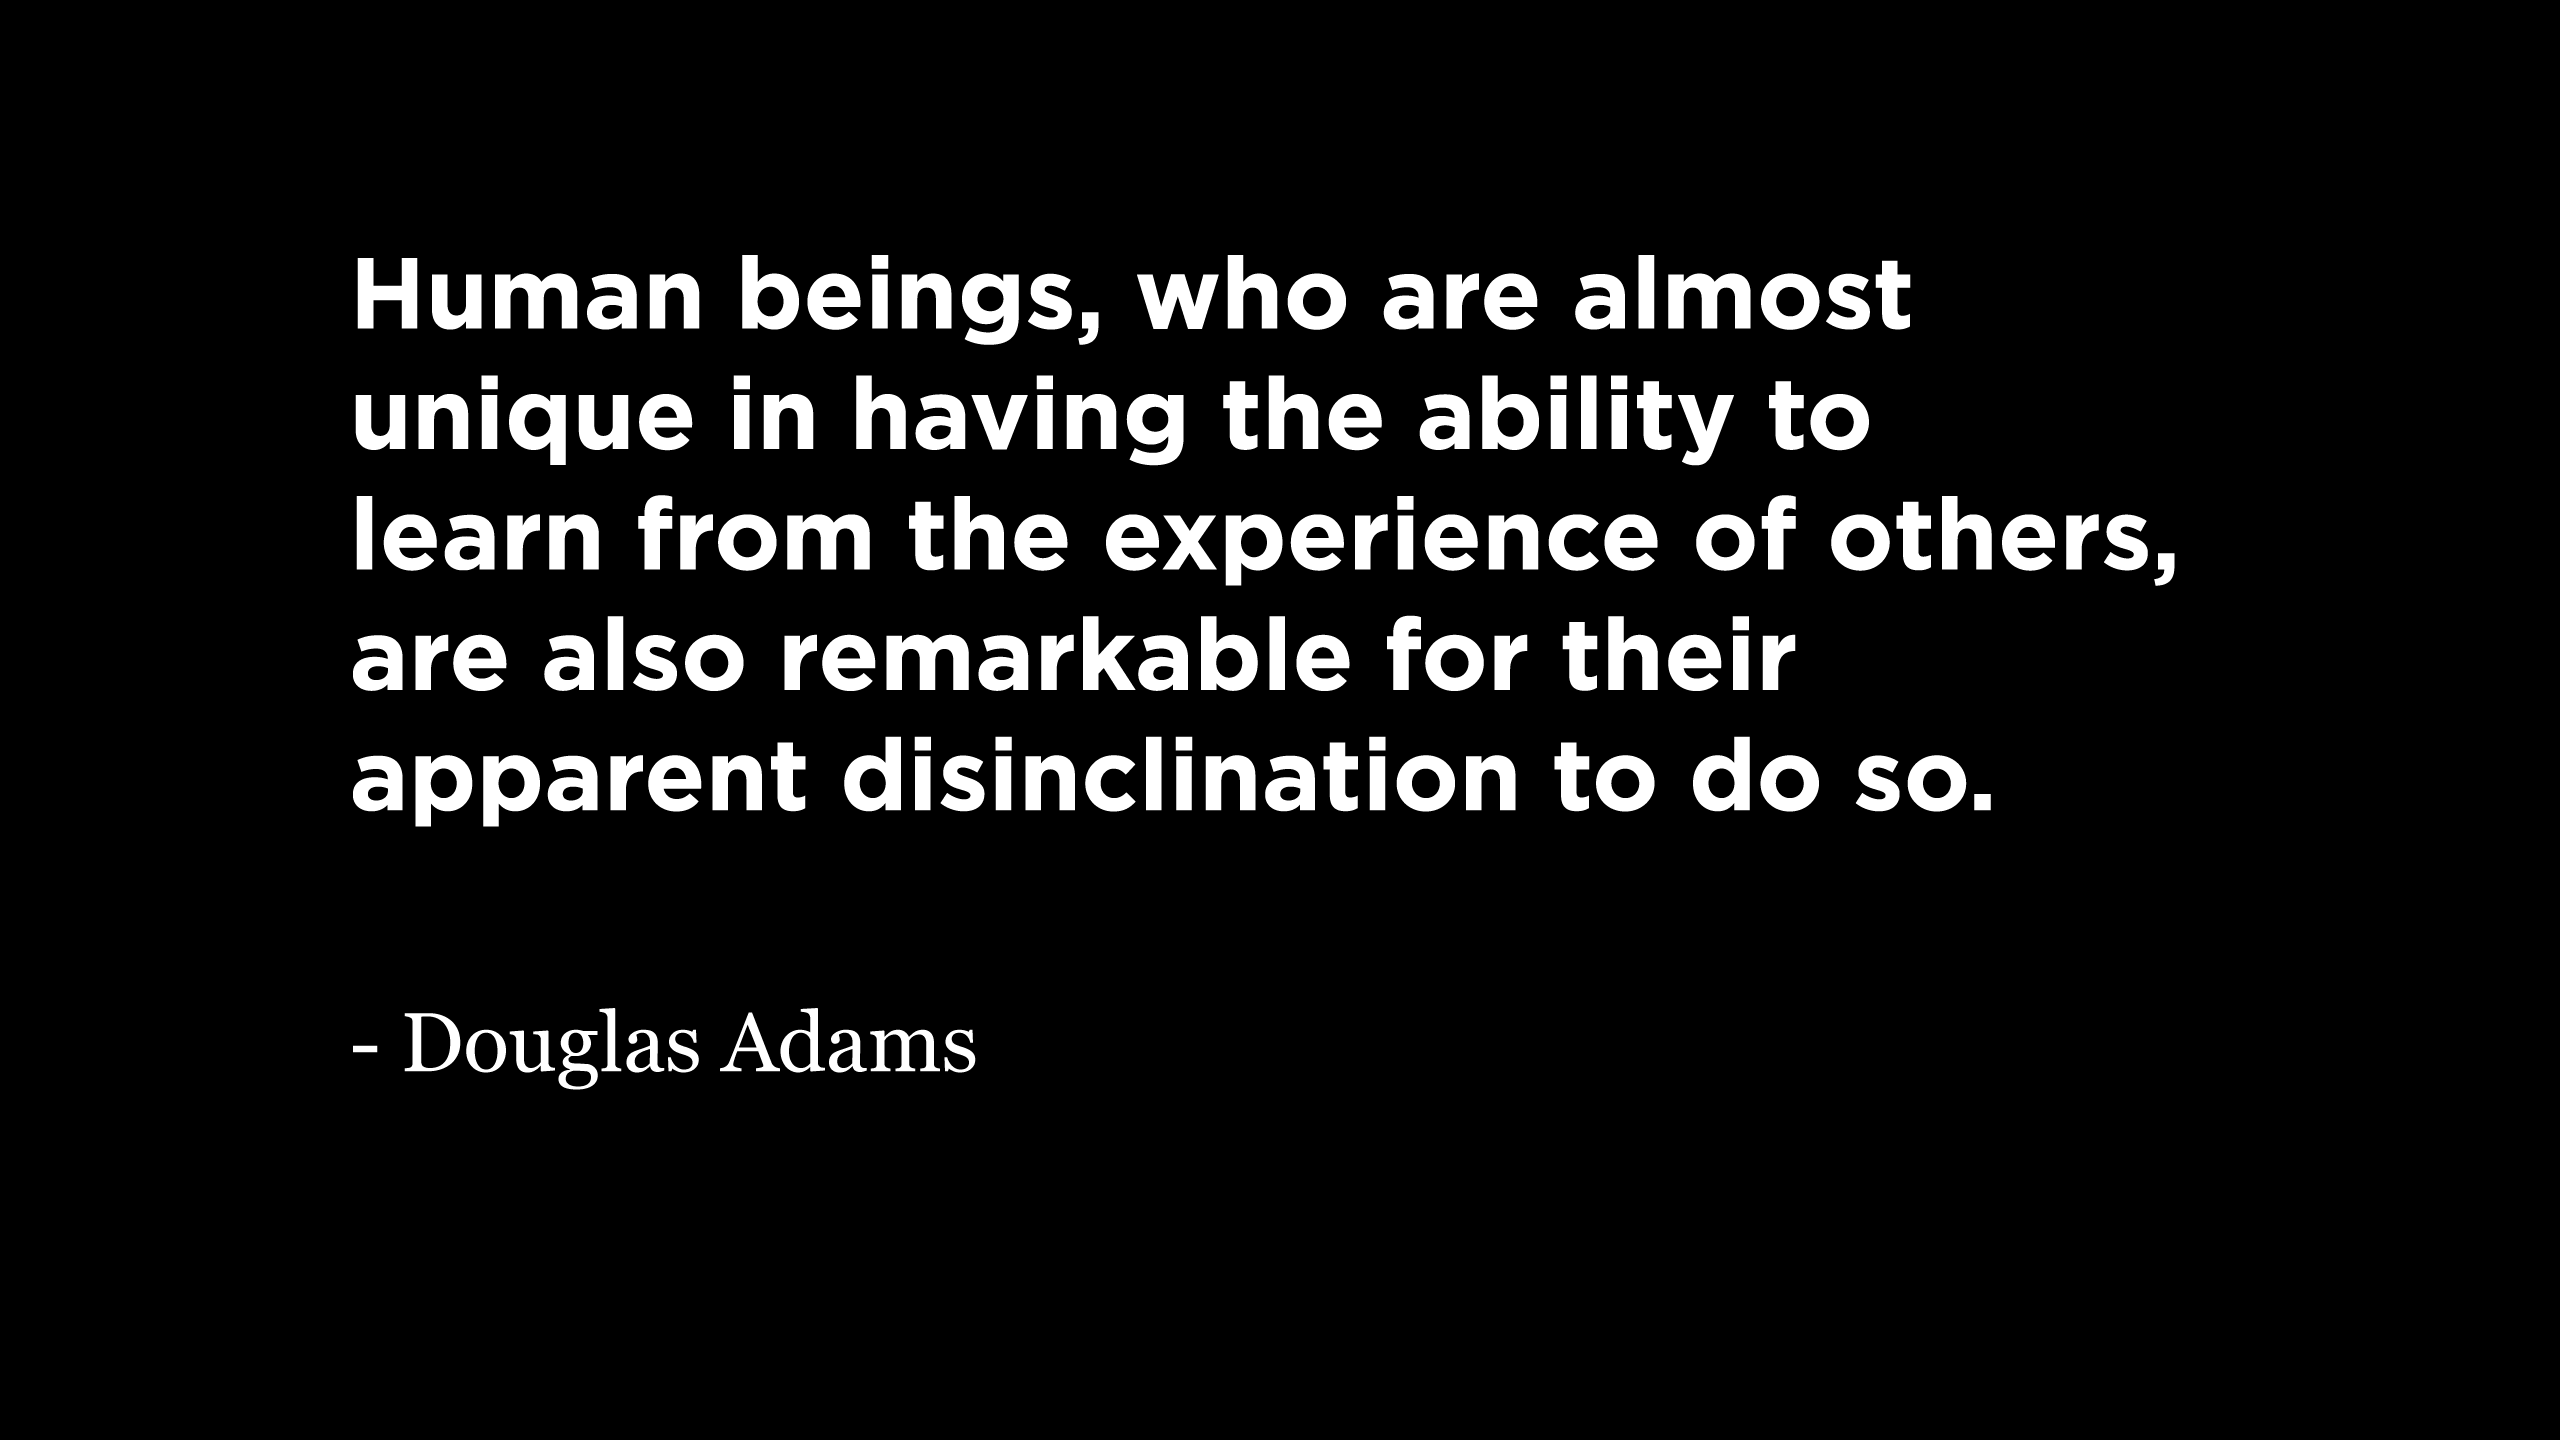 Human beings, who are almost
unique in having the ability to
learn from the experience of others,
are also remarkable for their
apparent disinclination to do so.
- Douglas Adams